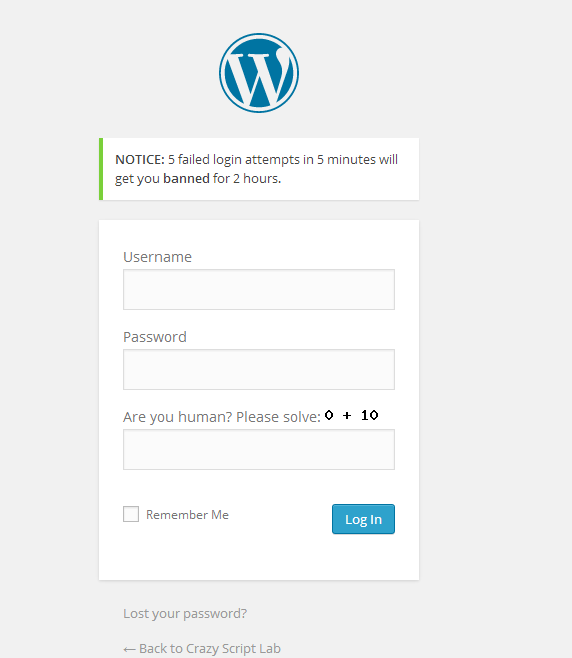 NOTICE: 5 failed login attempts in 5 minutes will
get you banned for 2 hours.
Username
Password
Are you human? Please solve: 0 + 10
Remember Me
Log In
Lost your password?
← Back to Crazy Script Lab